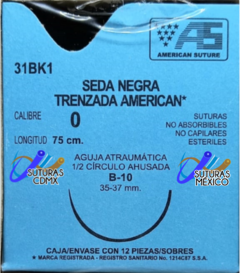 AS
AMERICAN SUTURE
31BK1
SEDA NEGRA
TRENZADA AMERICAN*
CALIBRE 0
SUTURAS
NO ABSORBIBLES
NO CAPILARES
ESTERILES
LONGITUD 75 cm.
SUTURAS
CDMX
AGUJA ATRAUMÁTICA
1/2 CÍRCULO AHUSADA
B-10
35-37 mm.
SUTURAS
MÉXICO
CAJA/ENVASE CON 12 PIEZAS/SOBRES
* MARCA REGISTRADA - REGISTRO SANITARIO No. 1214C87 S.S.A.